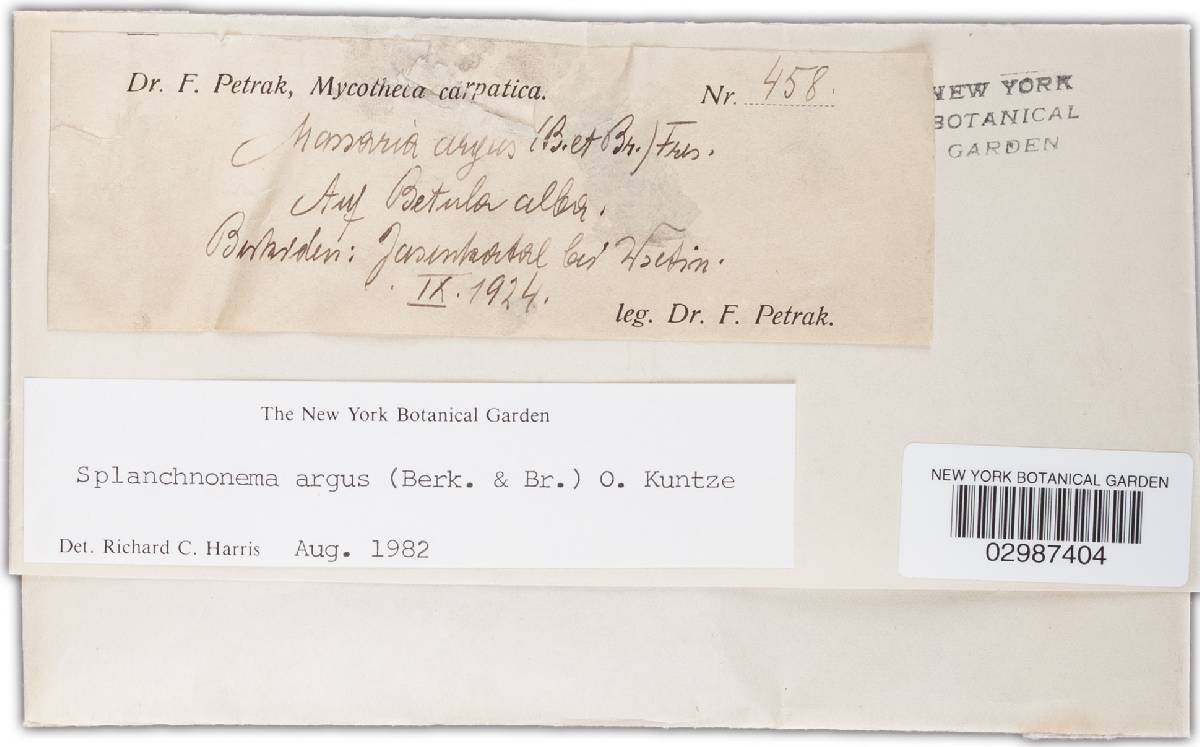 Dr. F. Petrak, Mycotheca carpatica.
Nr. 458.
NEW YORK
BOTANICAL
GARDEN
Massaria argus (B. et Br.) Fres.
Auf Betula alba.
Beskiden: Jasenkatal bei Wsetin.
IX. 1924.
leg. Dr. F. Petrak.
The New York Botanical Garden
Splanchnonema argus (Berk. & Br.) O. Kuntze
Det. Richard C. Harris Aug. 1982
NEW YORK BOTANICAL GARDEN
02987404